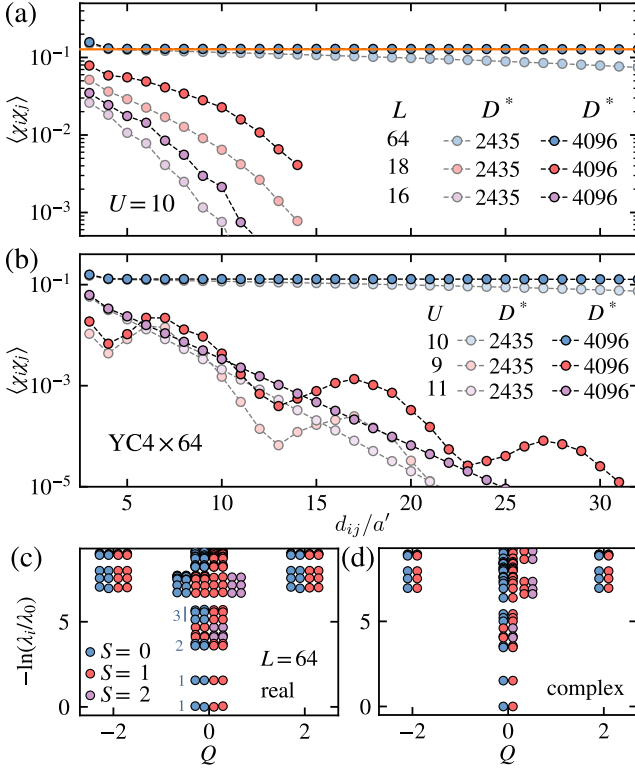 (a)
10⁻¹
10⁻²
10⁻³
⟨χᵢχⱼ⟩
U = 10
L D* D*
64 2435 4096
18 2435 4096
16 2435 4096
(b)
10⁻¹
10⁻³
10⁻⁵
⟨χᵢχⱼ⟩
YC4 × 64
U D* D*
10 2435 4096
9 2435 4096
11 2435 4096
5 10 15 20 25 30
dᵢⱼ/a′
(c)
5
0
−ln(λᵢ/λ₀)
3
2
1
1
S = 0
S = 1
S = 2
L = 64
real
−2 0 2
Q
(d)
5
0
complex
−2 0 2
Q